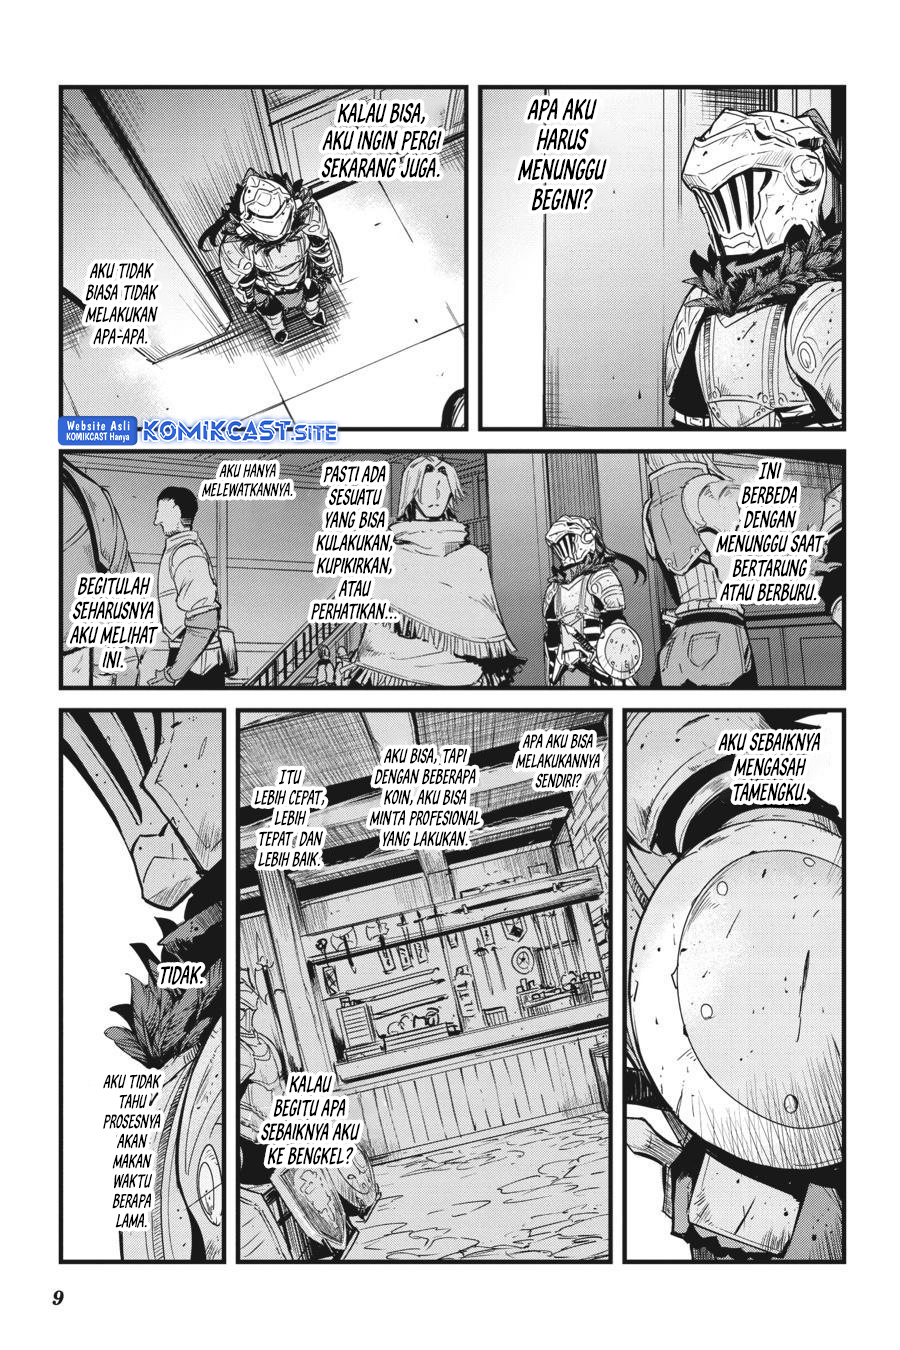 APA AKU
HARUS
MENUNGGU
BEGINI?
KALAU BISA,
AKU INGIN PERGI
SEKARANG JUGA.
AKU TIDAK
BIASA TIDAK
MELAKUKAN
APA-APA.
Website Asli
KOMIKCAST Hanya
KOMIKCAST.SITE
INI
BERBEDA
DENGAN
MENUNGGU SAAT
BERTARUNG
ATAU BERBURU.
PASTI ADA
SESUATU
YANG BISA
KULAKUKAN,
KUPIKIRKAN,
ATAU
PERHATIKAN...
AKU HANYA
MELEWATKANNYA.
BEGITULAH
SEHARUSNYA
AKU MELIHAT
INI.
AKU SEBAIKNYA
MENGASAH
TAMENGKU.
APA AKU BISA
MELAKUKANNYA
SENDIRI?
AKU BISA, TAPI
DENGAN BEBERAPA
KOIN, AKU BISA
MINTA PROFESIONAL
YANG LAKUKAN.
ITU
LEBIH CEPAT,
LEBIH
TEPAT DAN
LEBIH BAIK.
KALAU
BEGITU APA
SEBAIKNYA AKU
KE BENGKEL?
TIDAK.
AKU TIDAK
TAHU
PROSESNYA
AKAN
MAKAN
WAKTU
BERAPA
LAMA.
9